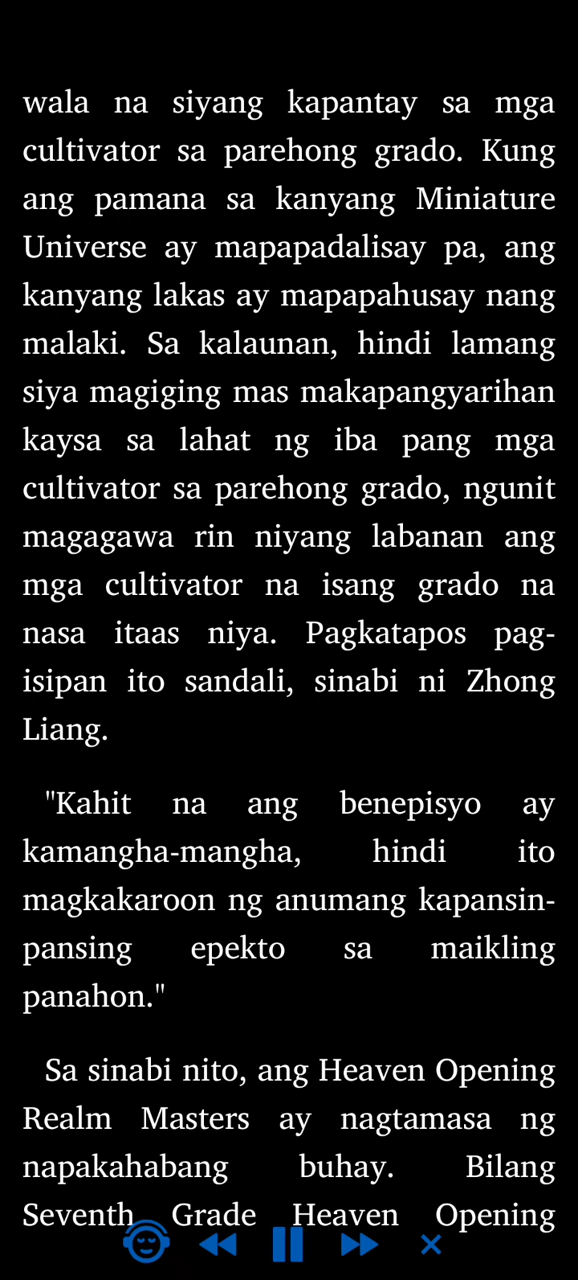 wala na siyang kapantay sa mga
cultivator sa parehong grado. Kung
ang pamana sa kanyang Miniature
Universe ay mapapadalisay pa, ang
kanyang lakas ay mapapahusay nang
malaki. Sa kalaunan, hindi lamang
siya magiging mas makapangyarihan
kaysa sa lahat ng iba pang mga
cultivator sa parehong grado, ngunit
magagawa rin niyang labanan ang
mga cultivator na isang grado na
nasa itaas niya. Pagkatapos pag-
isipan ito sandali, sinabi ni Zhong
Liang.
"Kahit na ang benepisyo ay
kamangha-mangha, hindi ito
magkakaroon ng anumang kapansin-
pansing epekto sa maikling
panahon."
Sa sinabi nito, ang Heaven Opening
Realm Masters ay nagtamasa ng
napakahabang buhay. Bilang
Seventh Grade Heaven Opening